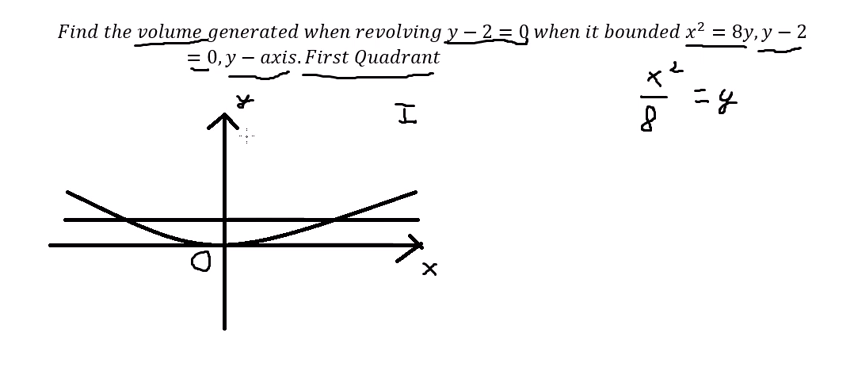 Find the volume generated when revolving y − 2 = 0 when it bounded x² = 8y, y − 2
= 0, y − axis. First Quadrant
x²/8 = y
y
I
O
x